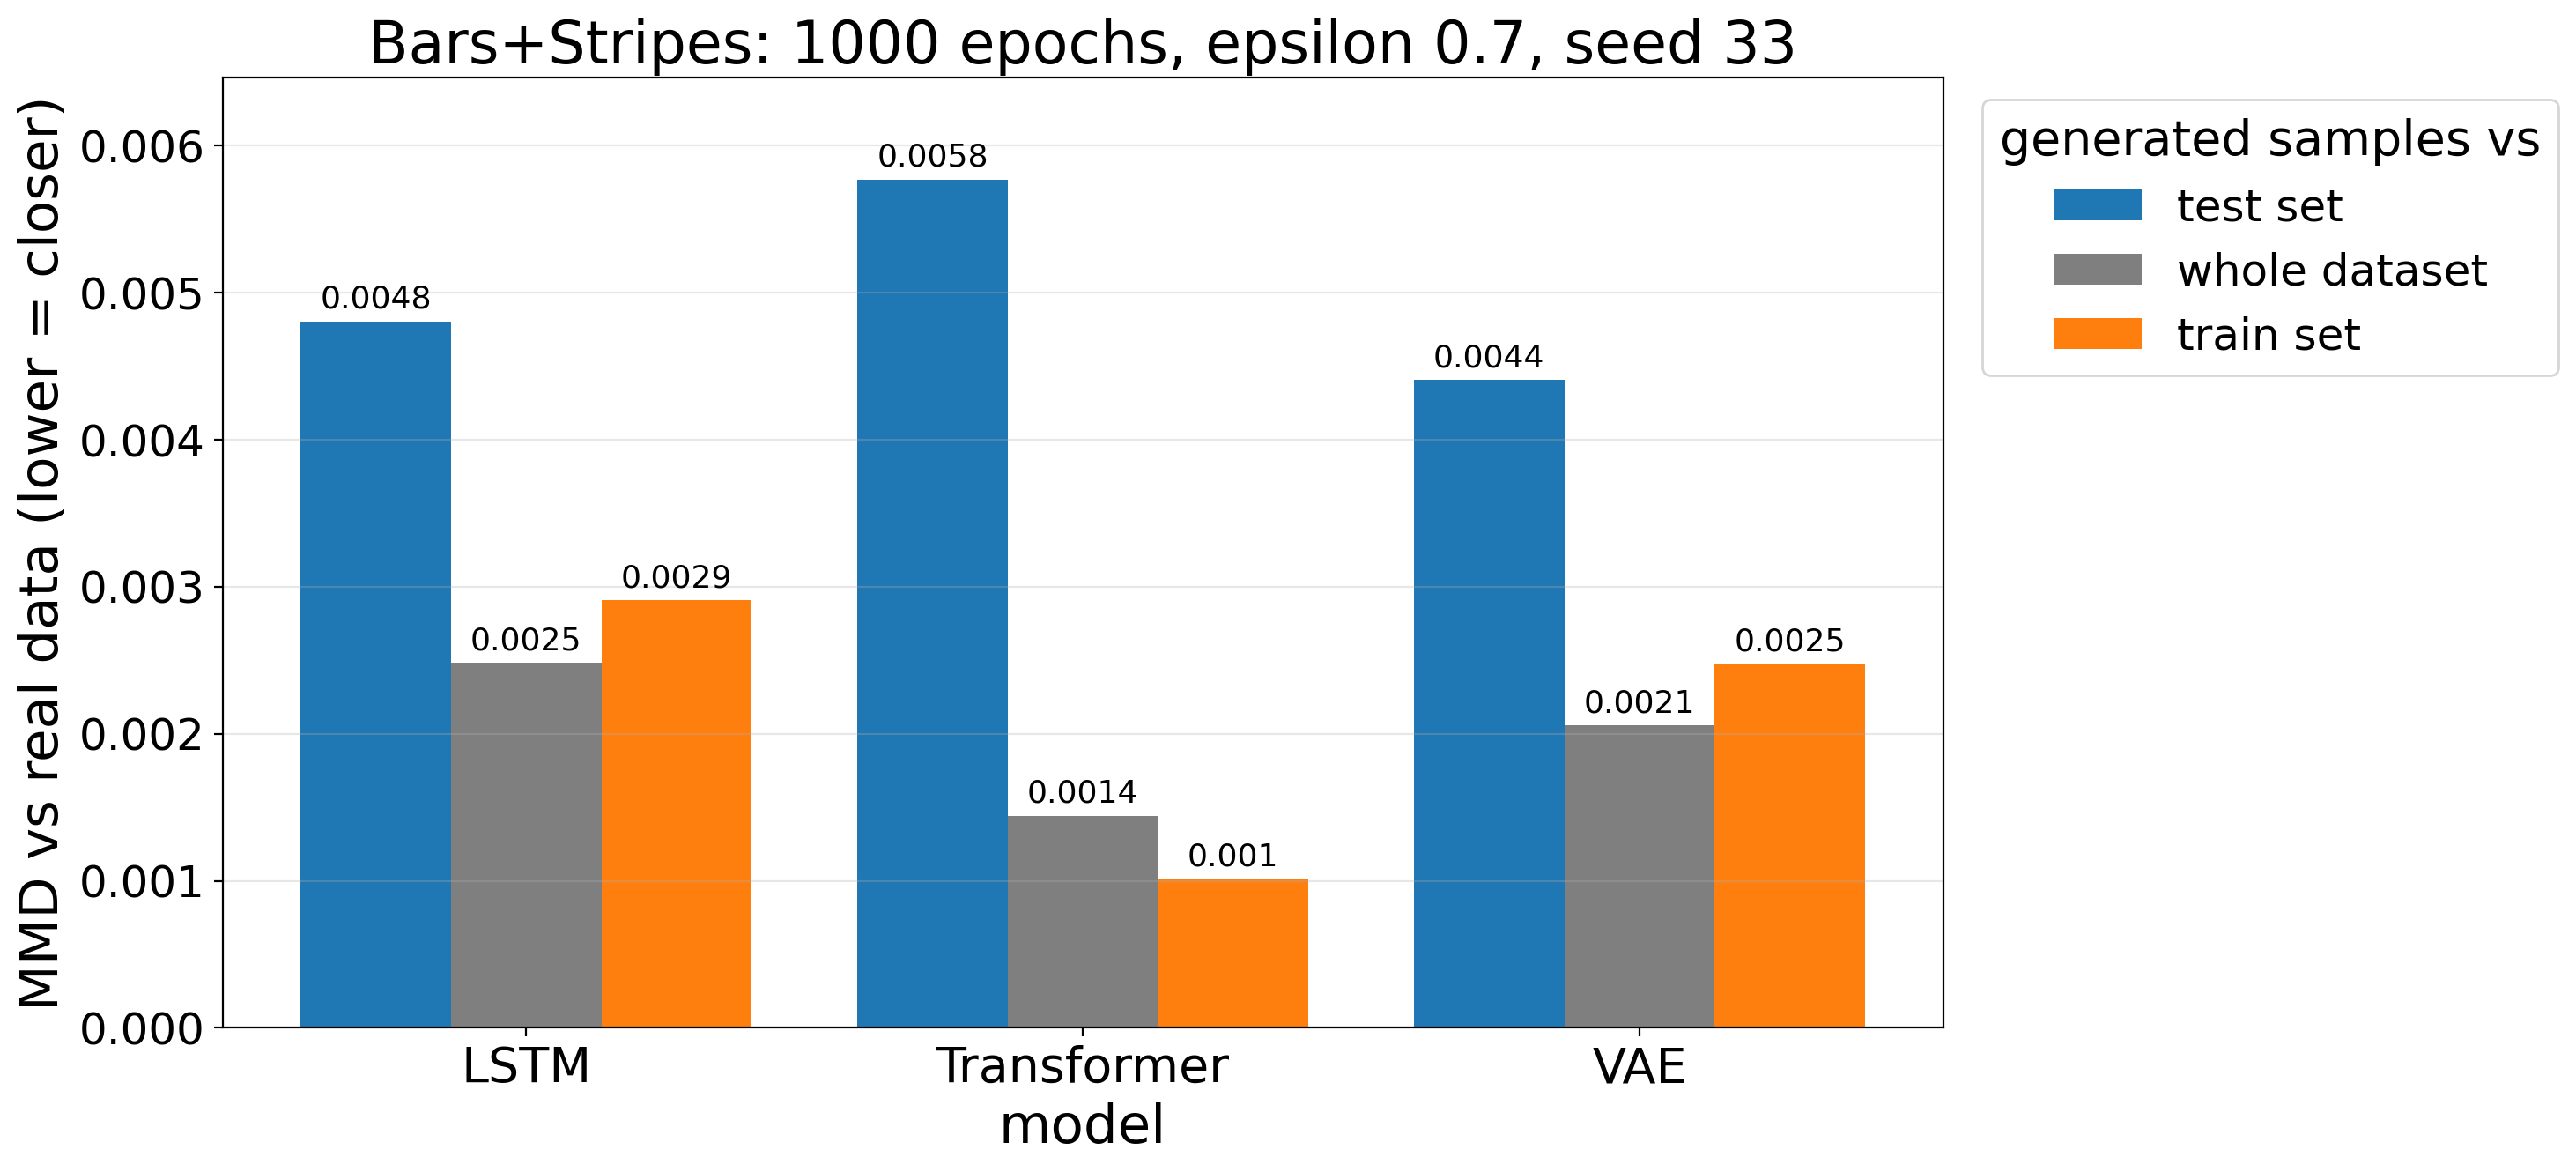 Bars+Stripes: 1000 epochs, epsilon 0.7, seed 33
MMD vs real data (lower = closer)
0.006
0.005
0.004
0.003
0.002
0.001
0.000
0.0048
0.0025
0.0029
0.0058
0.0014
0.001
0.0044
0.0021
0.0025
LSTM
Transformer
VAE
model
generated samples vs
test set
whole dataset
train set